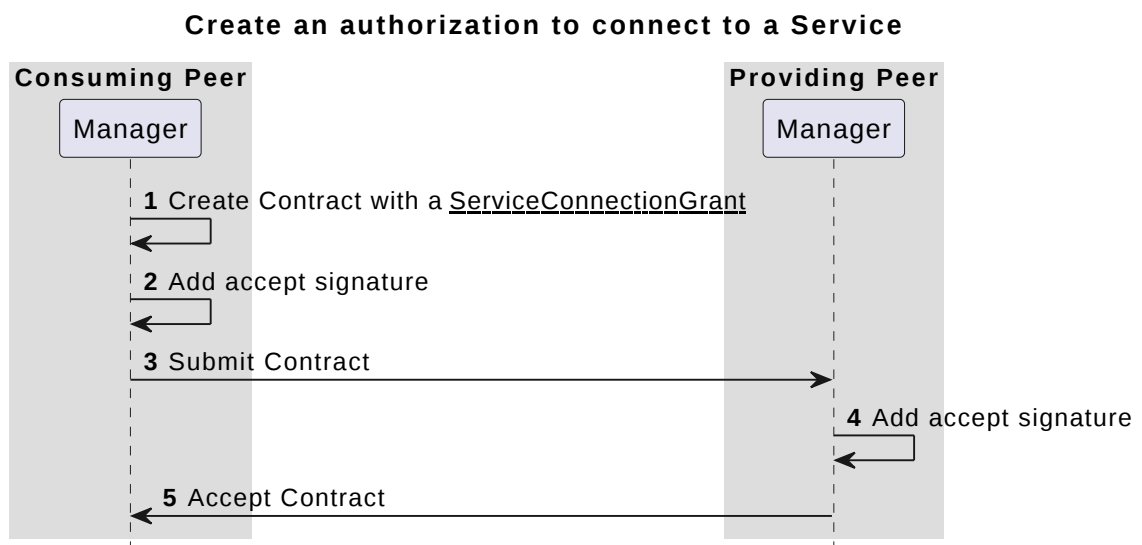 Create an authorization to connect to a Service
Consuming Peer
Providing Peer
Manager
Manager
1 Create Contract with a ServiceConnectionGrant
2 Add accept signature
3 Submit Contract
4 Add accept signature
5 Accept Contract